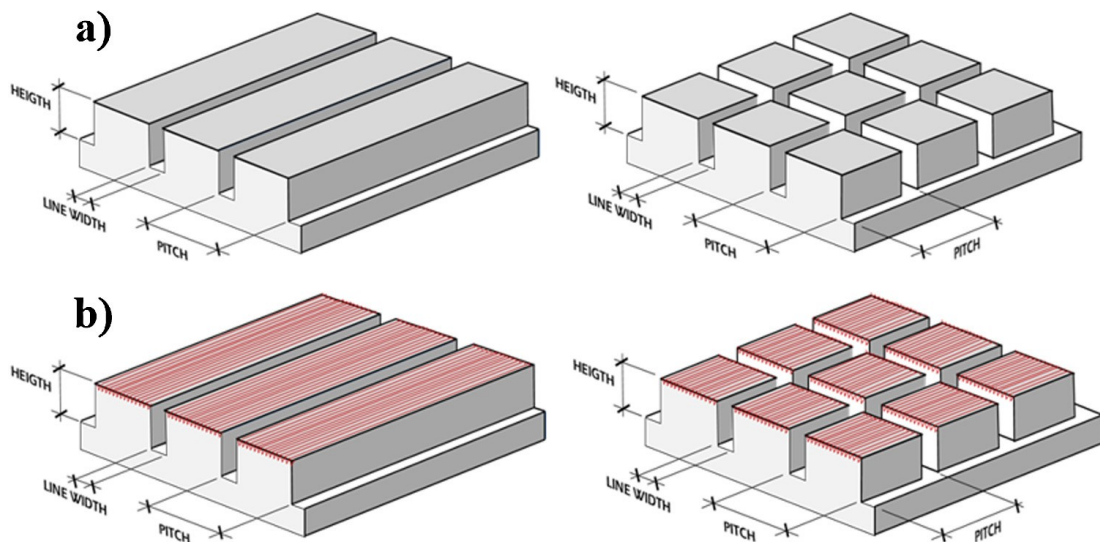 a)
HEIGTH
LINE WIDTH
PITCH
HEIGTH
LINE WIDTH
PITCH
PITCH
b)
HEIGTH
LINE WIDTH
PITCH
HEIGTH
LINE WIDTH
PITCH
PITCH